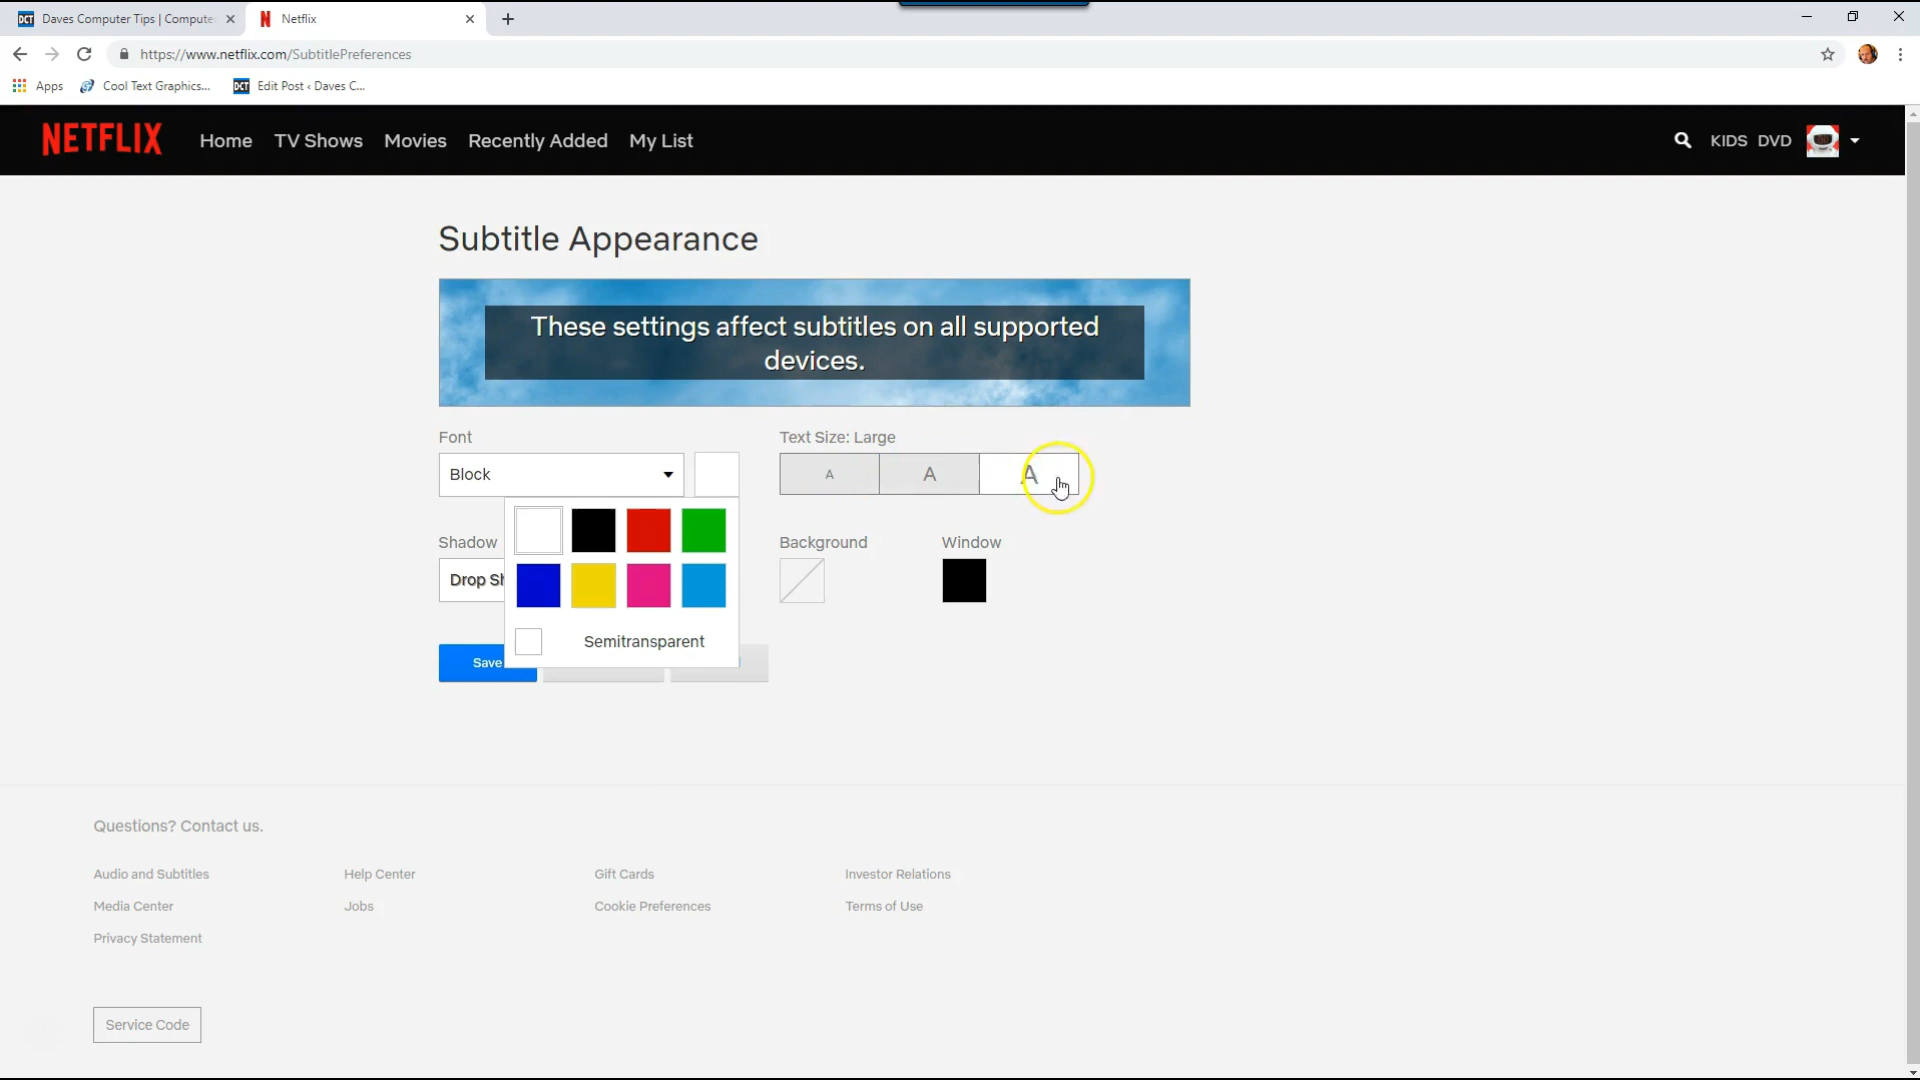 DCT Daves Computer Tips | Compute
Netflix
https://www.netflix.com/SubtitlePreferences
Apps
Cool Text Graphics...
DCT Edit Post ‹ Daves C...
NETFLIX
Home
TV Shows
Movies
Recently Added
My List
KIDS
DVD
Subtitle Appearance
These settings affect subtitles on all supported
devices.
Font
Text Size: Large
Block
A
A
A
Shadow
Background
Window
Drop Sh
Semitransparent
Save
Questions? Contact us.
Audio and Subtitles
Help Center
Gift Cards
Investor Relations
Media Center
Jobs
Cookie Preferences
Terms of Use
Privacy Statement
Service Code